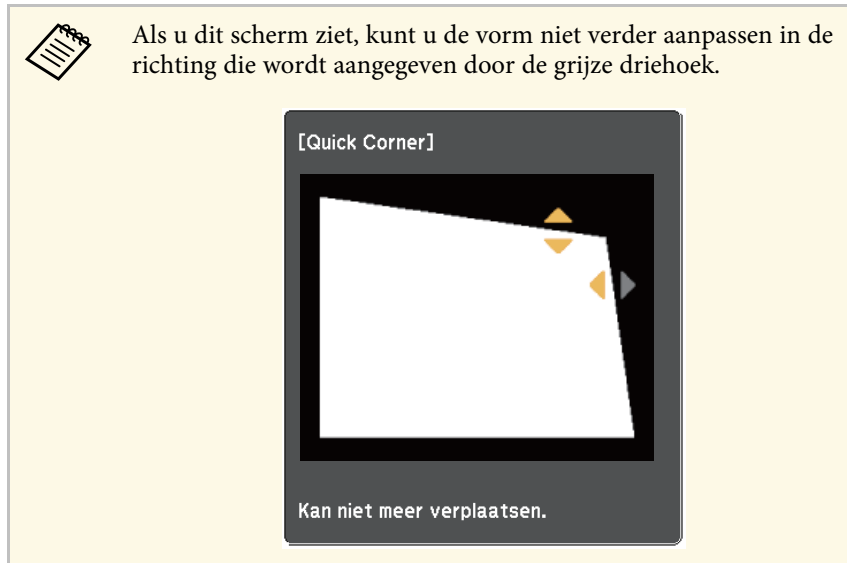 Als u dit scherm ziet, kunt u de vorm niet verder aanpassen in de
richting die wordt aangegeven door de grijze driehoek.
[Quick Corner]
Kan niet meer verplaatsen.